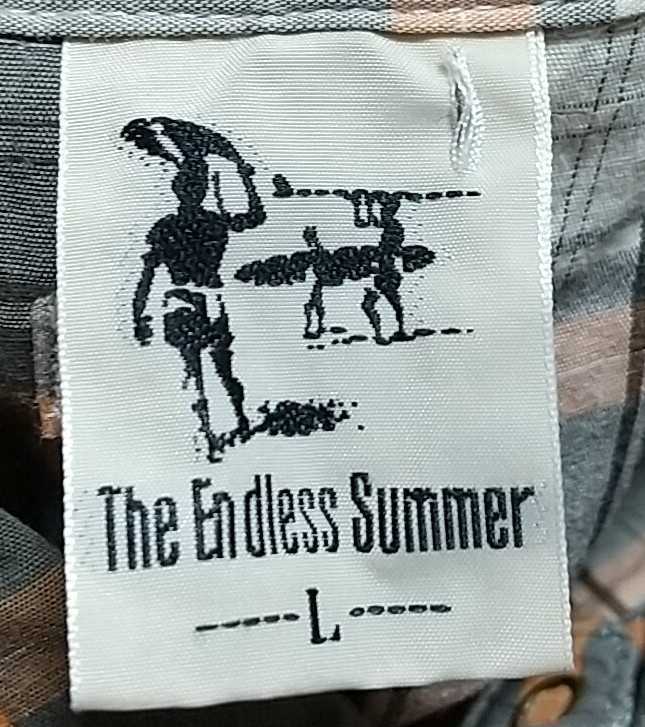 The Endless Summer
-----L-----